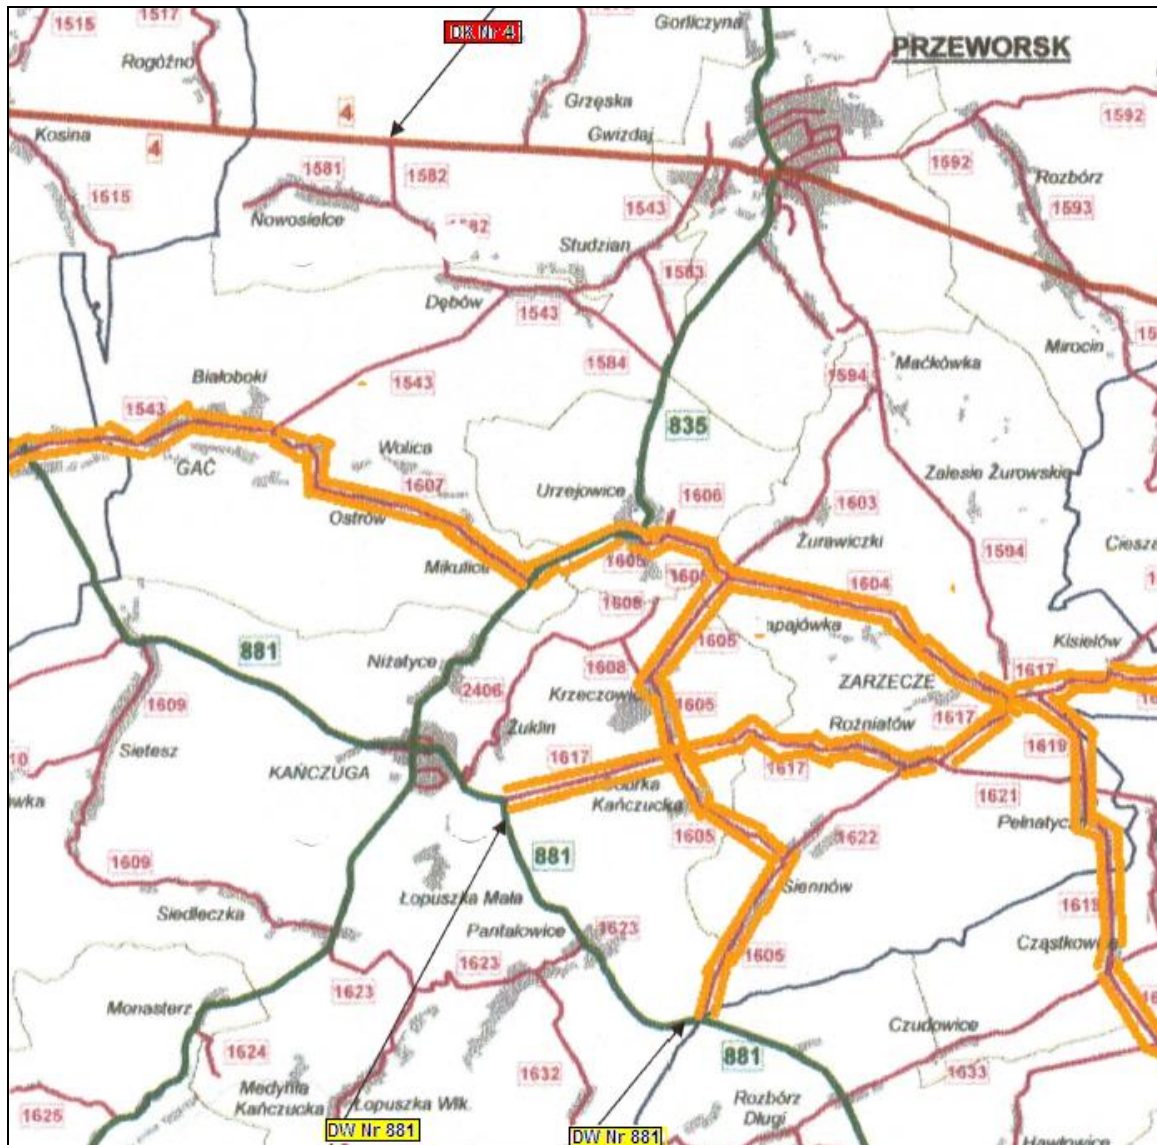 1515
1517
DK Nr 4
Gorliczyna
PRZEWORSK
Rogóżno
Grzęska
4
Gwizdaj
1592
Kosina
4
1581
1582
1692
Rozbórz
1615
Nowosielce
1543
1593
Studzian
1583
Dębów
1543
Mirocin
1584
Maćkówka
Białoboki
1543
1594
1543
835
Wolica
GAĆ
1607
Urzejowice
1606
Zalesie Żurowskie
Ostrów
1603
Żurawiczki
1594
Mikulice
1604
1605
Kisielów
881
Niżatyce
1608
Krzeczowice
ZARZECZE
1617
2406
1605
Rożniatów
1617
1609
Żuklin
1619
Sietesz
KAŃCZUGA
1617
1617
Kańczucka
1621
1605
1622
1609
881
Siennów
Łopuszka Mała
Siedleczka
Pantalowice
1623
1619
1605
1623
1623
Monasterz
Czudowice
1624
881
1633
Medynia
Kańczucka
1632
1625
Łopuszka Wlk.
Rozbórz
Długi
DW Nr 881
DW Nr 881
Hawłowice